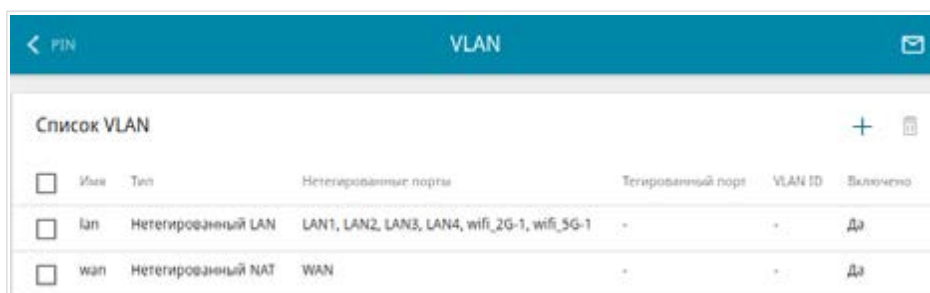 PIN VLAN
Список VLAN
Имя Тип Нетегированные порты Тегированный порт VLAN ID Включено
lan Нетегированный LAN LAN1, LAN2, LAN3, LAN4, wifi_2G-1, wifi_5G-1 - - Да
wan Нетегированный NAT WAN - - Да